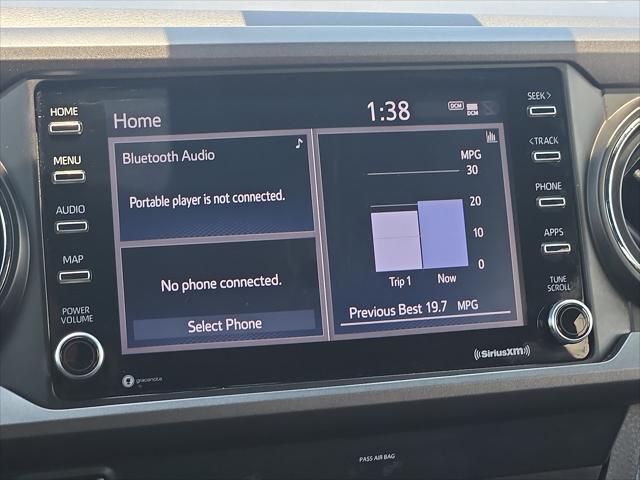 HOME
MENU
AUDIO
MAP
POWER
VOLUME
Home
1:38
DCM
DCM
Bluetooth Audio
Portable player is not connected.
No phone connected.
Select Phone
MPG
30
20
10
0
Trip 1
Now
Previous Best 19.7 MPG
SEEK >
< TRACK
PHONE
APPS
TUNE
SCROLL
gracenote
((SiriusXM))
PASS AIR BAG